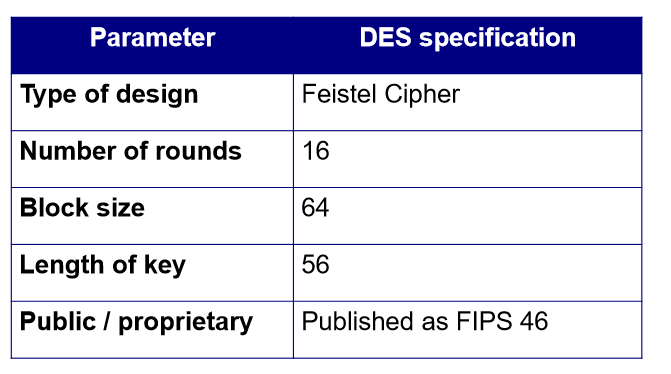 Parameter DES specification
Type of design Feistel Cipher
Number of rounds 16
Block size 64
Length of key 56
Public / proprietary Published as FIPS 46